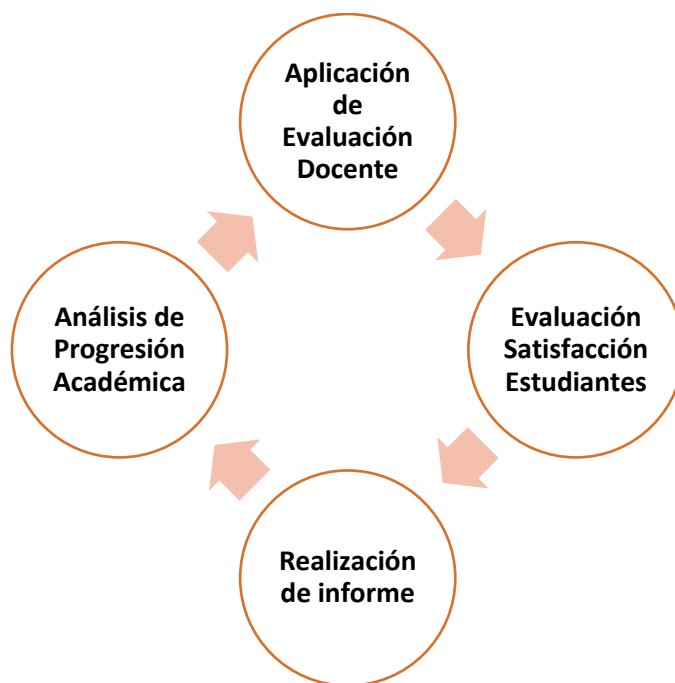 Aplicación
de
Evaluación
Docente
Análisis de
Progresión
Académica
Evaluación
Satisfacción
Estudiantes
Realización
de informe